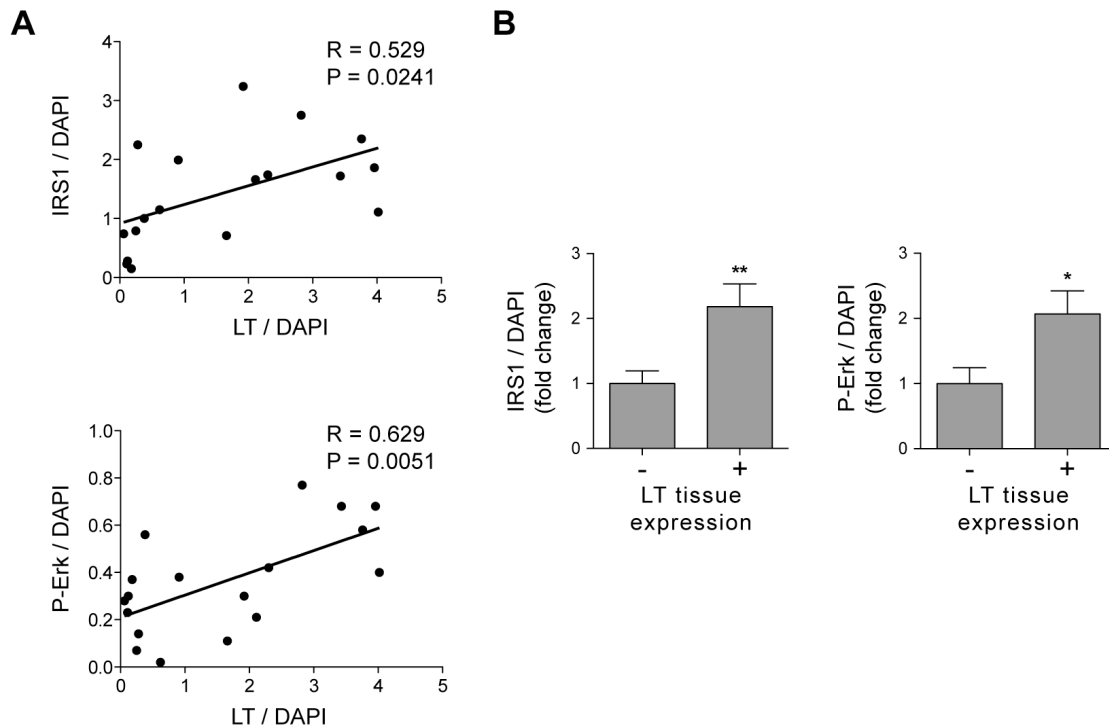 A
R = 0.529
P = 0.0241
IRS1 / DAPI
4
3
2
1
0
0 1 2 3 4 5
LT / DAPI
R = 0.629
P = 0.0051
P-Erk / DAPI
1.0
0.8
0.6
0.4
0.2
0.0
0 1 2 3 4 5
LT / DAPI
B
IRS1 / DAPI
(fold change)
3
2
1
0
**
- +
LT tissue
expression
P-Erk / DAPI
(fold change)
3
2
1
0
*
- +
LT tissue
expression